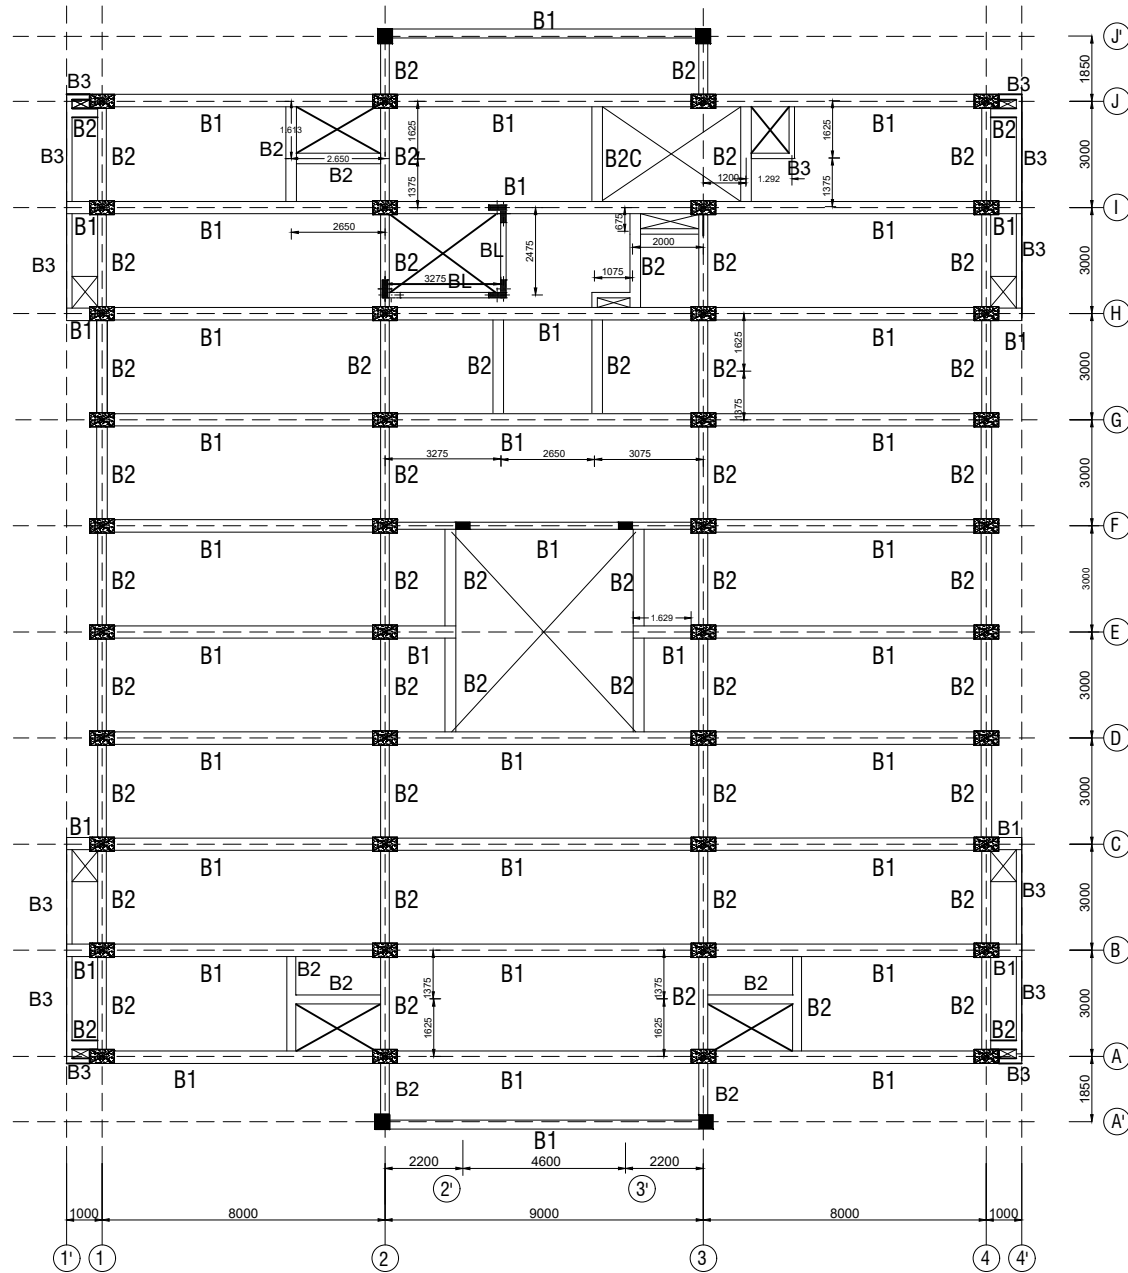 B1
J'
B2 B2
1850
B3 B3
J
B1 B1 B1
B2 B2
1.613 1625 1625
B3 B2 B2 B2 B2C B2 B2 B3
2.650 B3 3000
B2 1375 1200 1.292 1375
B1
I
B1 B1 B1 B1
2650 675
B3 B2 B2 BL 2475 2000 B2 B2 B3
3275 BL 1075 B2 3000
H
B1 B1 B1 B1 B1
1625
B2 B2 B2 B2 B2 B2 3000
1375
G
B1 B1 B1
3275 2650 3075
B2 B2 B2 B2 3000
F
B1 B1 B1
B2 B2 B2 B2 B2 B2 3000
1.629
E
B1 B1 B1 B1
B2 B2 B2 B2 B2 B2 3000
D
B1 B1 B1
B2 B2 B2 B2 3000
B1 B1
C
B1 B1 B1
B3 B2 B2 B2 B2 B3 3000
B
B1 B1 B1 B1 B1
B2 B2 1375 1375 B2
B3 B2 B2 B2 B2 B2 B3 3000
B2 1625 1625 B2
A
B3 B3
B1 B1 B1
B2 B2 1850
A'
B1
2200 4600 2200
2' 3'
1000 8000 9000 8000 1000
1' 1 2 3 4 4'